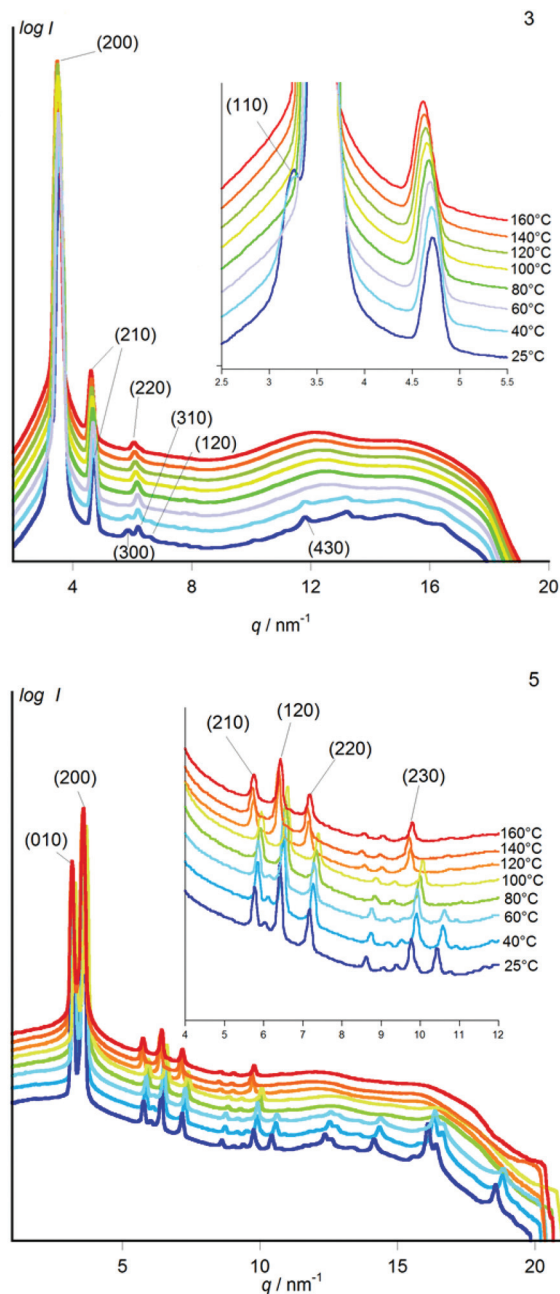 log I
3
(200)
(110)
160°C
140°C
120°C
100°C
80°C
60°C
40°C
25°C
2.5 3 3.5 4 4.5 5 5.5
(210)
(220)
(310)
(120)
(300)
(430)
4 8 12 16 20
q / nm⁻¹
log I
5
(200)
(010)
(210)
(120)
(220)
(230)
160°C
140°C
120°C
100°C
80°C
60°C
40°C
25°C
4 5 6 7 8 9 10 11 12
5 10 15 20
q / nm⁻¹